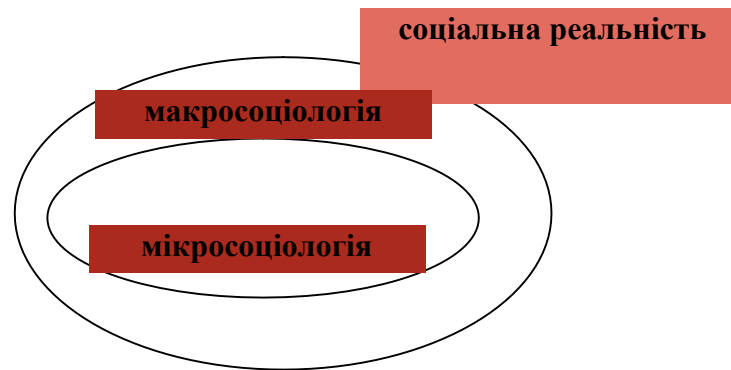 соціальна реальність
макросоціологія
мікросоціологія